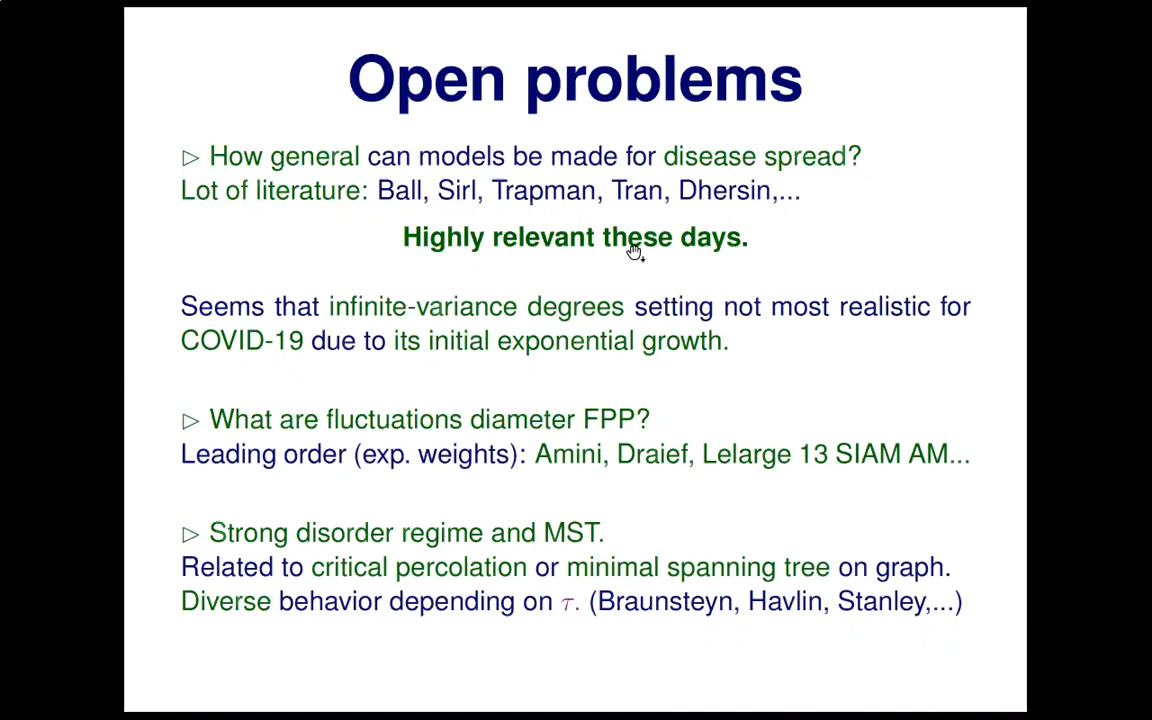 Open problems
▷ How general can models be made for disease spread?
Lot of literature: Ball, Sirl, Trapman, Tran, Dhersin,...
Highly relevant these days.
Seems that infinite-variance degrees setting not most realistic for
COVID-19 due to its initial exponential growth.
▷ What are fluctuations diameter FPP?
Leading order (exp. weights): Amini, Draief, Lelarge 13 SIAM AM...
▷ Strong disorder regime and MST.
Related to critical percolation or minimal spanning tree on graph.
Diverse behavior depending on τ. (Braunsteyn, Havlin, Stanley,...)